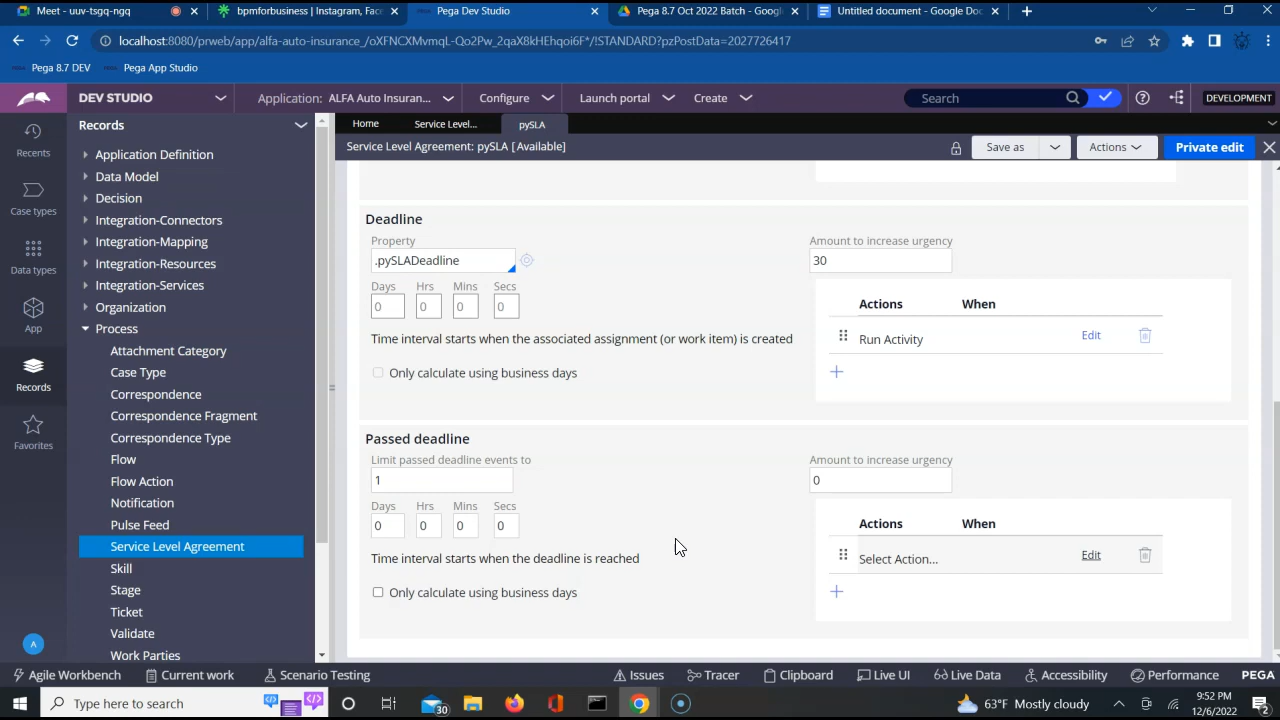 Meet - uuv-tsgq-ngq
bpmforbusiness | Instagram, Fac
Pega Dev Studio
Pega 8.7 Oct 2022 Batch - Goog
Untitled document - Google Doc
localhost:8080/prweb/app/alfa-auto-insurance_/oXFNCXMvmqL-Qo2Pw_2qaX8kHEhqoi6F*/!STANDARD?pzPostData=2027726417
Pega 8.7 DEV
Pega App Studio
DEV STUDIO
Application: ALFA Auto Insuran...
Configure
Launch portal
Create
Search
DEVELOPMENT
Recents
Case types
Data types
App
Records
Favorites
A
Records
Application Definition
Data Model
Decision
Integration-Connectors
Integration-Mapping
Integration-Resources
Integration-Services
Organization
Process
Attachment Category
Case Type
Correspondence
Correspondence Fragment
Correspondence Type
Flow
Flow Action
Notification
Pulse Feed
Service Level Agreement
Skill
Stage
Ticket
Validate
Work Parties
Home
Service Level...
pySLA
Service Level Agreement: pySLA [Available]
Save as
Actions
Private edit
Deadline
Property
.pySLADeadline
Days Hrs Mins Secs
0 0 0 0
Time interval starts when the associated assignment (or work item) is created
Only calculate using business days
Amount to increase urgency
30
Actions When
Run Activity Edit
Passed deadline
Limit passed deadline events to
1
Days Hrs Mins Secs
0 0 0 0
Time interval starts when the deadline is reached
Only calculate using business days
Amount to increase urgency
0
Actions When
Select Action... Edit
Agile Workbench
Current work
Scenario Testing
Issues
Tracer
Clipboard
Live UI
Live Data
Accessibility
Performance
PEGA
Type here to search
30
63°F Mostly cloudy
9:52 PM
12/6/2022
2